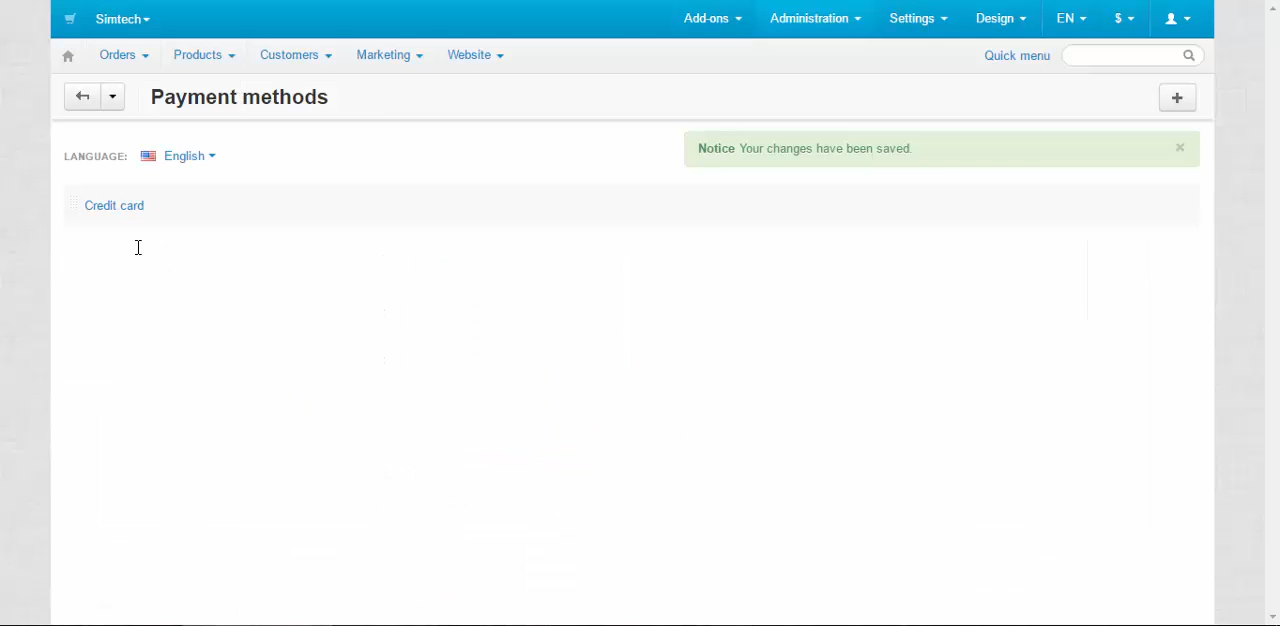 Simtech Add-ons Administration Settings Design EN $
Orders Products Customers Marketing Website Quick menu
Payment methods
LANGUAGE: English
Notice Your changes have been saved.
Credit card